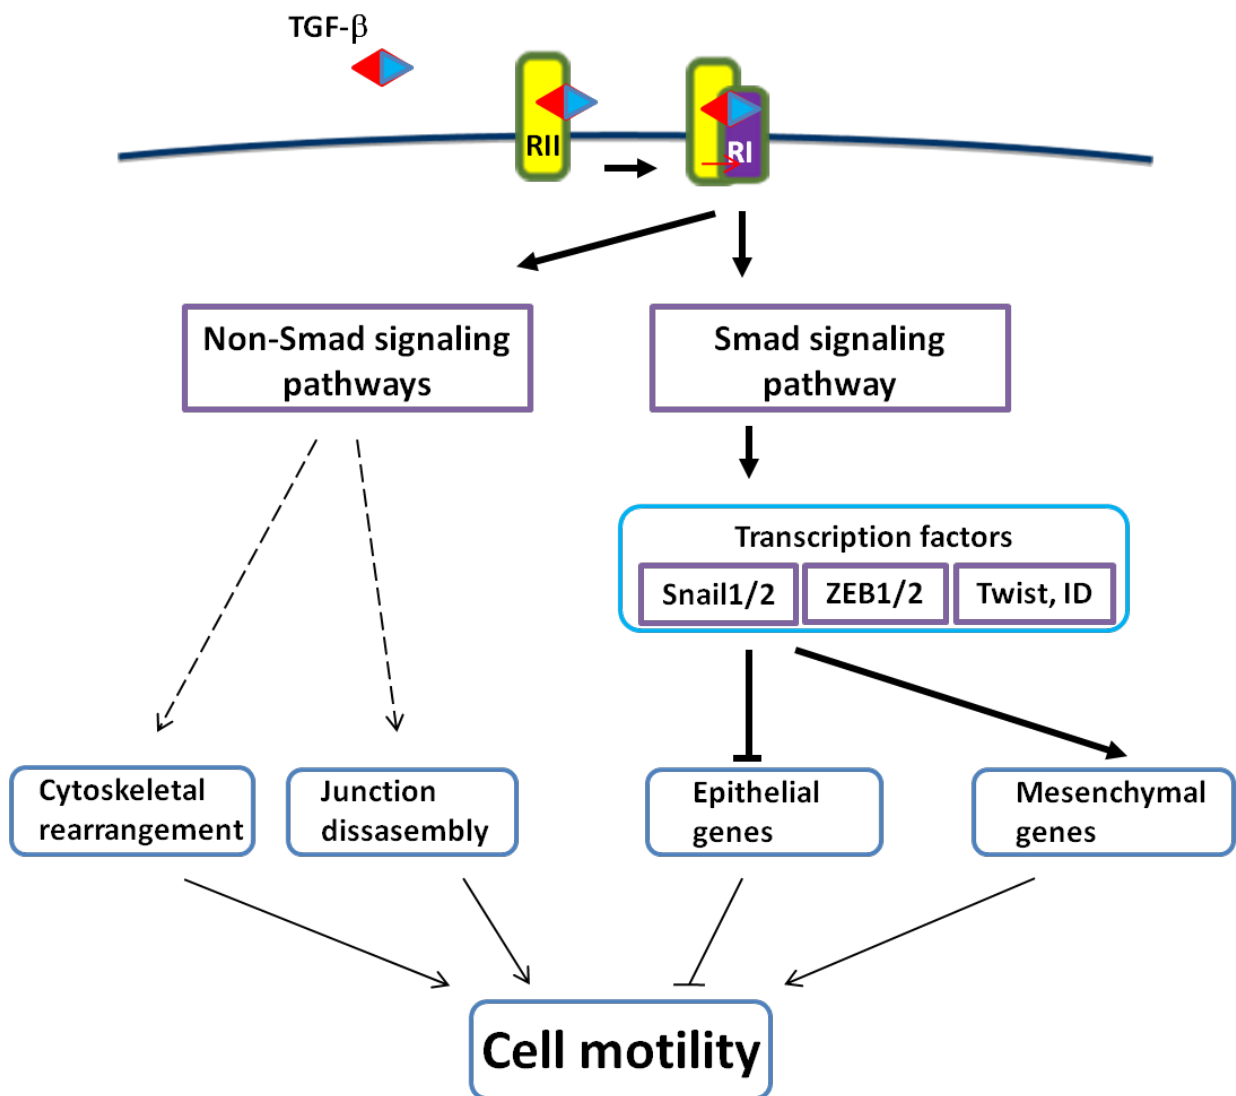 TGF-β
RII
RI
Non-Smad signaling
pathways
Smad signaling
pathway
Transcription factors
Snail1/2
ZEB1/2
Twist, ID
Cytoskeletal
rearrangement
Junction
dissasembly
Epithelial
genes
Mesenchymal
genes
Cell motility